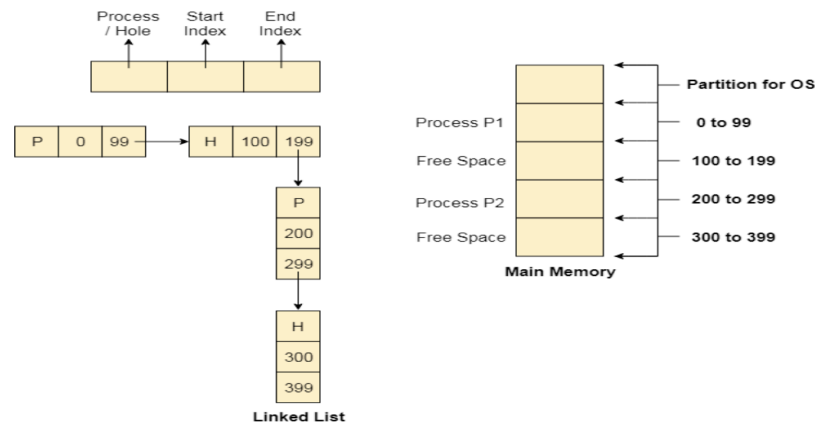 Process / Hole
Start Index
End Index
P 0 99
H 100 199
P
200
299
H
300
399
Linked List
Partition for OS
Process P1
0 to 99
Free Space
100 to 199
Process P2
200 to 299
Free Space
300 to 399
Main Memory